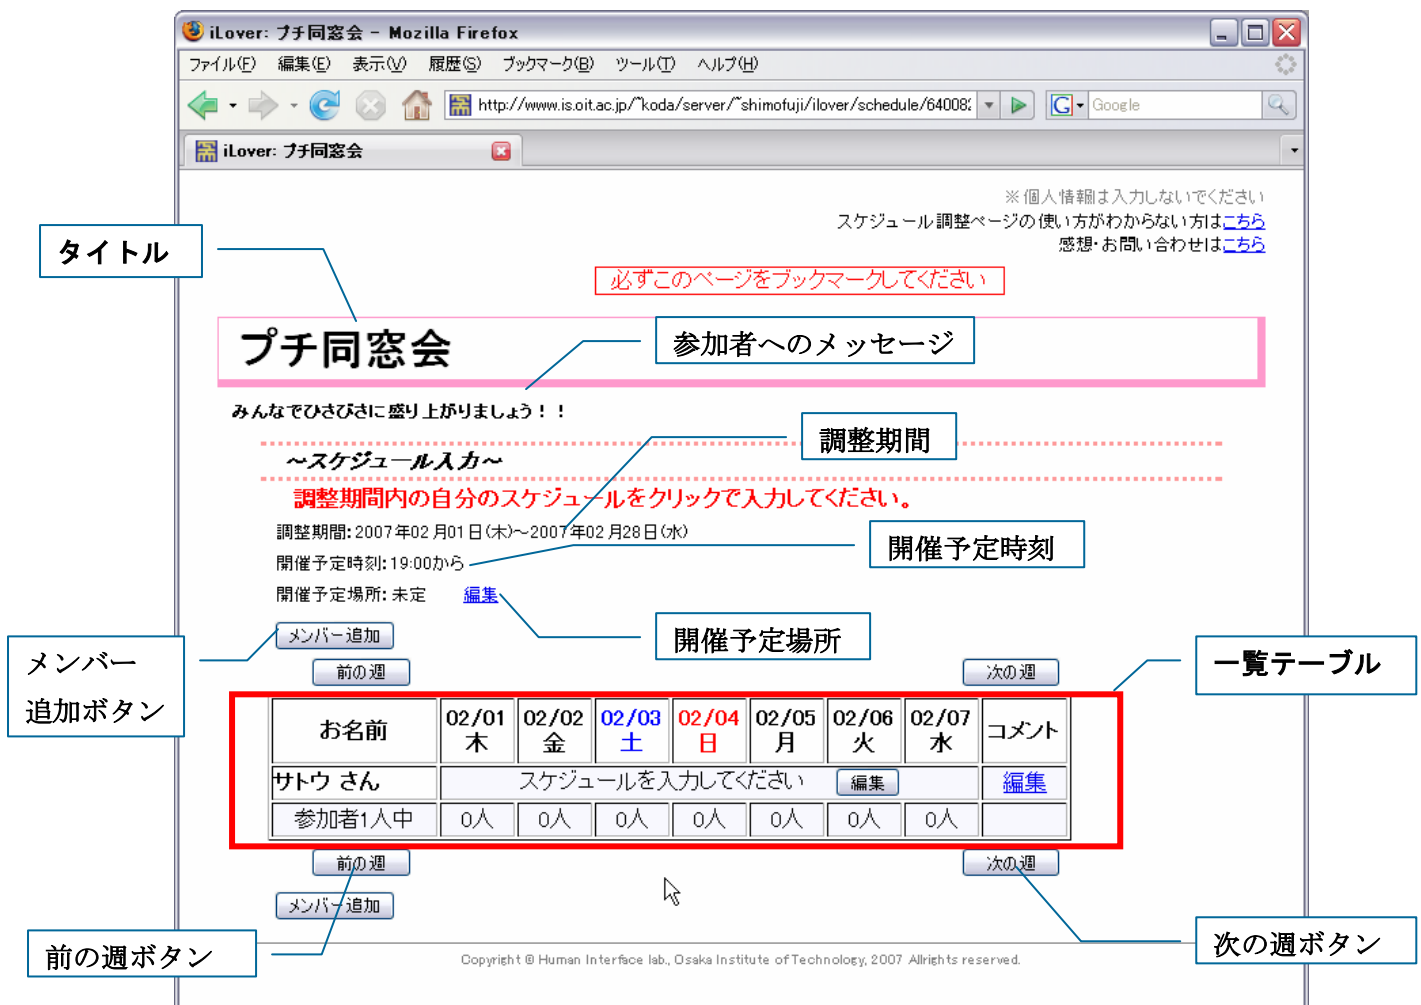 iLover: プチ同窓会 - Mozilla Firefox
ファイル(F) 編集(E) 表示(V) 履歴(S) ブックマーク(B) ツール(T) ヘルプ(H)
http://www.is.oit.ac.jp/~koda/server/~shimofuji/ilover/schedule/64008 G Google
iLover: プチ同窓会
※個人情報は入力しないでください
スケジュール調整ページの使い方がわからない方はこちら
感想・お問い合わせはこちら
タイトル
必ずこのページをブックマークしてください
プチ同窓会
参加者へのメッセージ
みんなでひさびさに盛り上がりましょう！！
調整期間
～スケジュール入力～
調整期間内の自分のスケジュールをクリックで入力してください。
調整期間:2007年02月01日(木)～2007年02月28日(水)
開催予定時刻
開催予定時刻:19:00から
開催予定場所:未定 編集
メンバー追加
開催予定場所
メンバー
追加ボタン
前の週 次の週
一覧テーブル
お名前 02/01 木 02/02 金 02/03 土 02/04 日 02/05 月 02/06 火 02/07 水 コメント
サトウ さん スケジュールを入力してください 編集 編集
参加者1人中 0人 0人 0人 0人 0人 0人 0人
前の週 次の週
メンバー追加
前の週ボタン
次の週ボタン
Copyright © Human Interface lab., Osaka Institute of Technology, 2007 Allrights reserved.